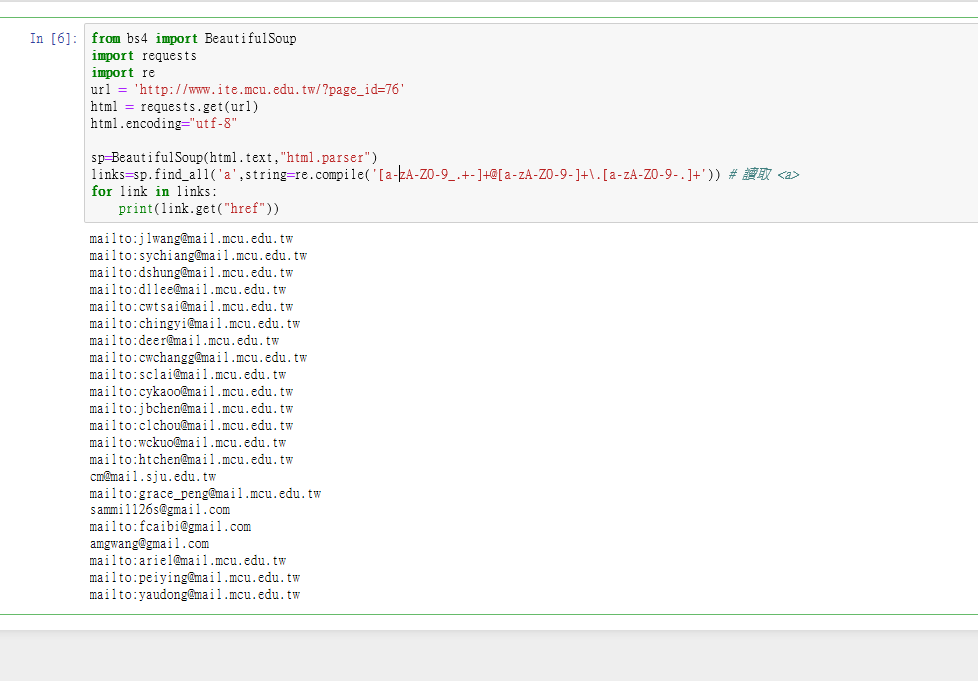 In [6]: from bs4 import BeautifulSoup
import requests
import re
url = 'http://www.ite.mcu.edu.tw/?page_id=76'
html = requests.get(url)
html.encoding="utf-8"
sp=BeautifulSoup(html.text,"html.parser")
links=sp.find_all('a',string=re.compile('[a-zA-Z0-9_.+-]+@[a-zA-Z0-9-]+\.[a-zA-Z0-9-.]+')) # 讀取 <a>
for link in links:
    print(link.get("href"))
mailto:jlwang@mail.mcu.edu.tw
mailto:sychiang@mail.mcu.edu.tw
mailto:dshung@mail.mcu.edu.tw
mailto:dllee@mail.mcu.edu.tw
mailto:cwtsai@mail.mcu.edu.tw
mailto:chingyi@mail.mcu.edu.tw
mailto:deer@mail.mcu.edu.tw
mailto:cwchangg@mail.mcu.edu.tw
mailto:sclai@mail.mcu.edu.tw
mailto:cykaoo@mail.mcu.edu.tw
mailto:jbchen@mail.mcu.edu.tw
mailto:clchou@mail.mcu.edu.tw
mailto:wckuo@mail.mcu.edu.tw
mailto:htchen@mail.mcu.edu.tw
cm@mail.sju.edu.tw
mailto:grace_peng@mail.mcu.edu.tw
sammi1126s@gmail.com
mailto:fcaibi@gmail.com
amgwang@gmail.com
mailto:ariel@mail.mcu.edu.tw
mailto:peiying@mail.mcu.edu.tw
mailto:yaudong@mail.mcu.edu.tw